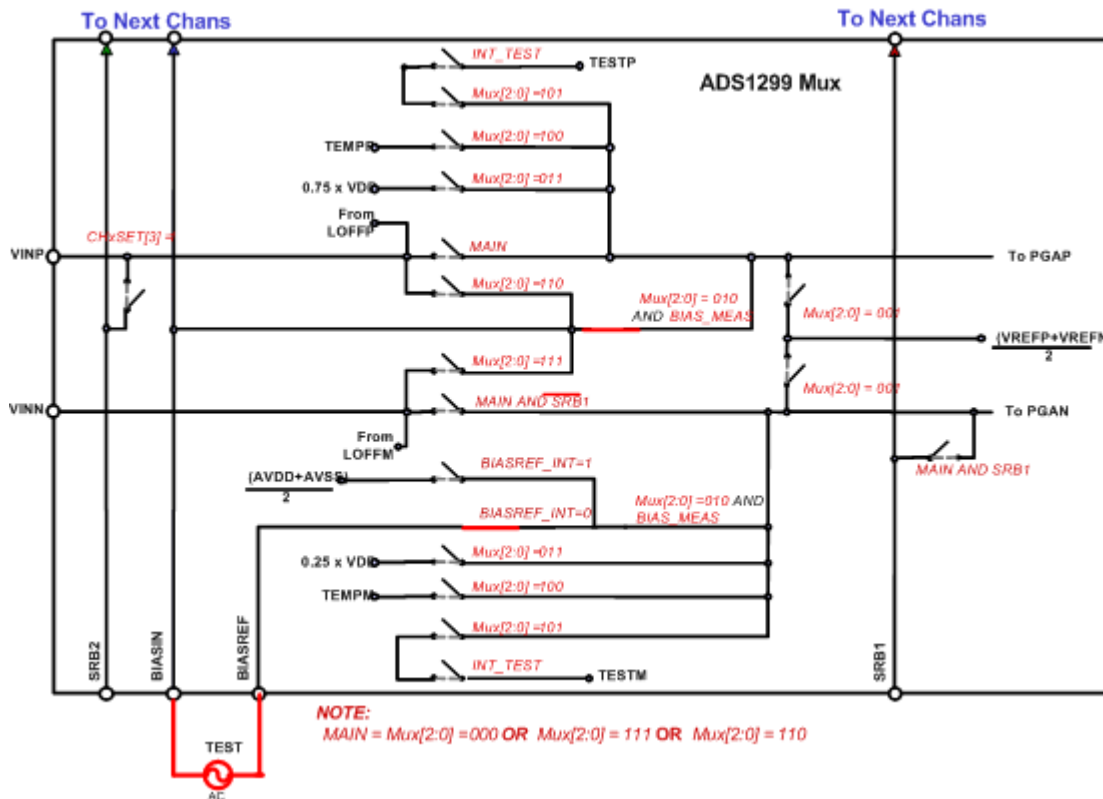 To Next Chans
To Next Chans
INT_TEST
TESTP
ADS1299 Mux
Mux[2:0] =101
TEMPP
Mux[2:0] =100
0.75 x VDD
Mux[2:0] =011
From
LOFFP
CHxSET[3] =1
VINP
MAIN
To PGAP
Mux[2:0] =110
Mux[2:0] = 010
AND BIAS_MEAS
Mux[2:0] = 001
(VREFP+VREFN
2
Mux[2:0] =111
Mux[2:0] = 001
VINN
MAIN AND SRB1
To PGAN
From
LOFFM
(AVDD+AVSS)
2
BIASREF_INT=1
MAIN AND SRB1
Mux[2:0] =010 AND
BIAS_MEAS
BIASREF_INT=0
0.25 x VDD
Mux[2:0] =011
TEMPM
Mux[2:0] =100
Mux[2:0] =101
INT_TEST
TESTM
SRB2
BIASIN
BIASREF
SRB1
NOTE:
MAIN = Mux[2:0] =000 OR Mux[2:0] = 111 OR Mux[2:0] = 110
TEST
AC